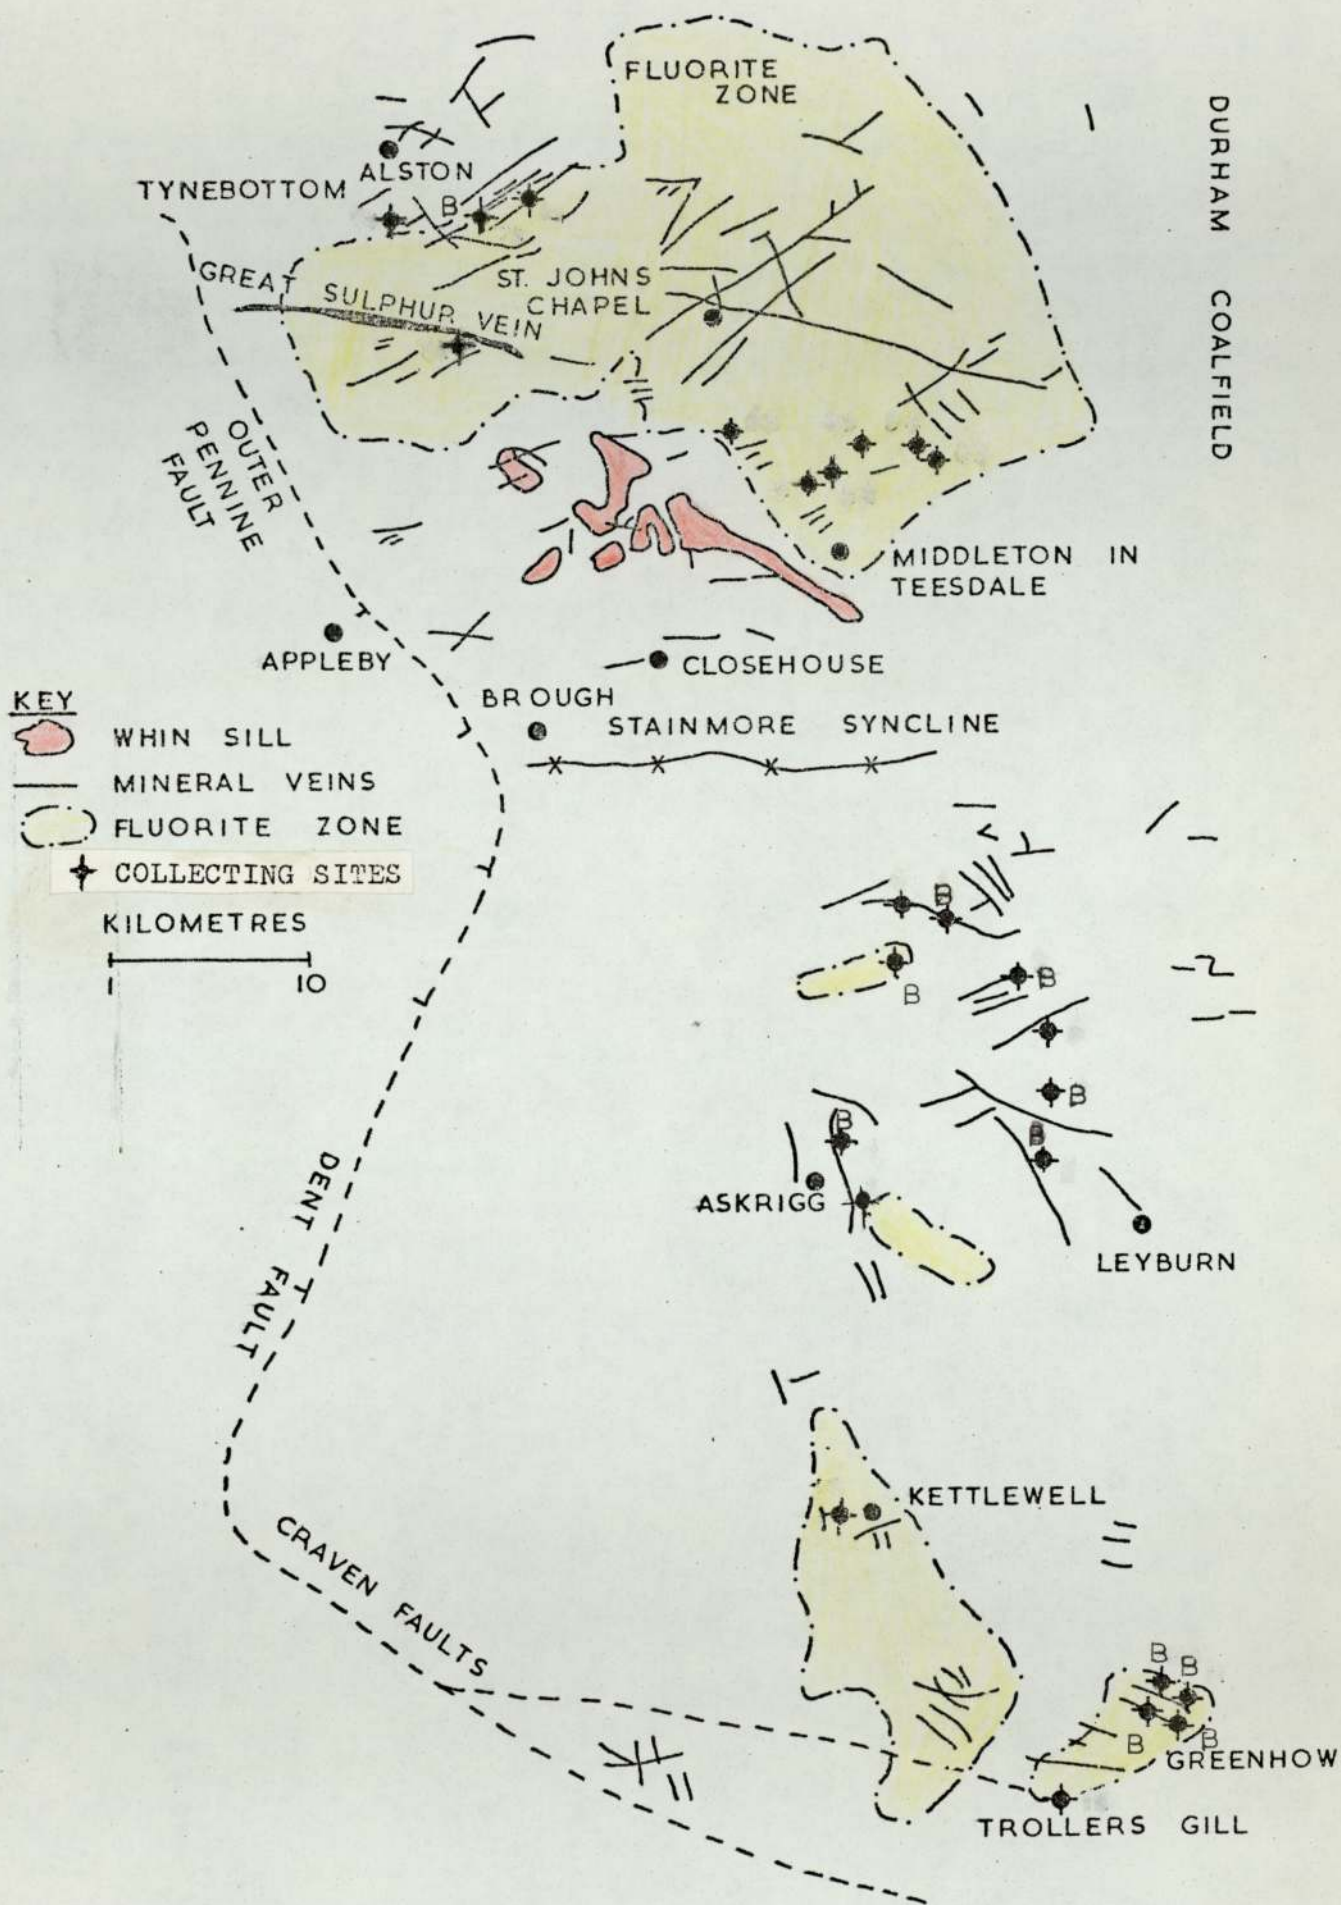 FLUORITE
ZONE
DURHAM COALFIELD
ALSTON
TYNEBOTTOM
B
GREAT SULPHUR VEIN
ST. JOHNS
CHAPEL
OUTER
PENNINE
FAULT
MIDDLETON IN
TEESDALE
APPLEBY
CLOSEHOUSE
KEY
BROUGH
WHIN SILL
STAINMORE SYNCLINE
MINERAL VEINS
FLUORITE ZONE
COLLECTING SITES
KILOMETRES
1 10
B
B
B
B
B
B
DENT FAULT
ASKRIGG
LEYBURN
KETTLEWELL
CRAVEN FAULTS
B
B
B
B
GREENHOW
TROLLERS GILL